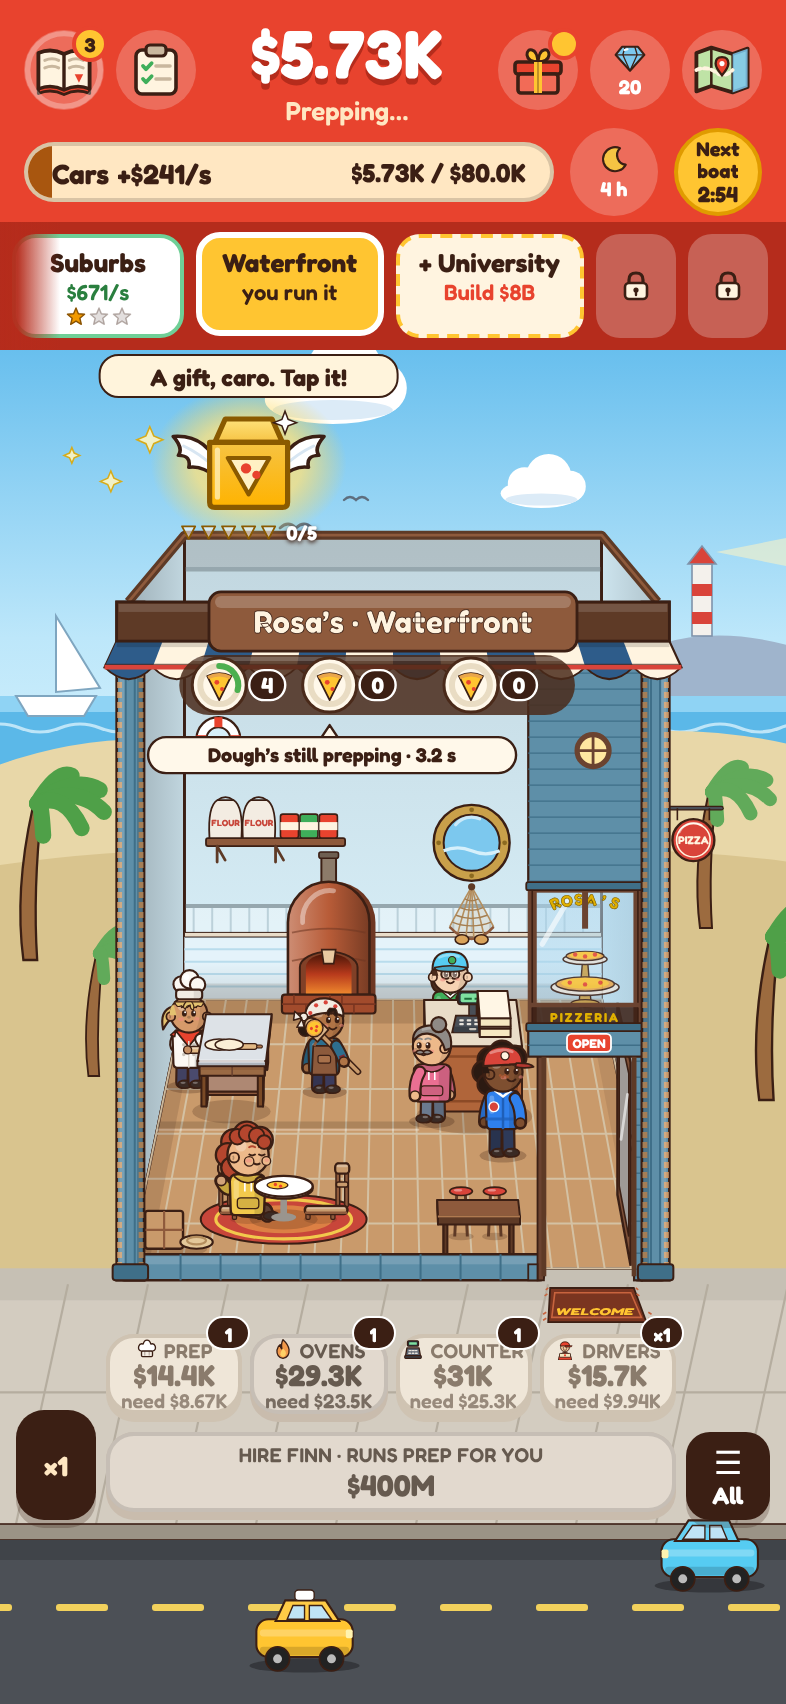 3
$5.73K
Prepping...
20
Cars +$241/s
$5.73K / $80.0K
4 h
Next
boat
2:54
Suburbs
$671/s
Waterfront
you run it
+ University
Build $8B
A gift, caro. Tap it!
0/5
Rosa's · Waterfront
4
0
0
Dough's still prepping · 3.2 s
FLOUR
FLOUR
PIZZA
ROSA'S
PIZZERIA
OPEN
WELCOME
1
PREP
$14.4K
need $8.67K
1
OVENS
$29.3K
need $23.5K
1
COUNTER
$31K
need $25.3K
x1
DRIVERS
$15.7K
need $9.94K
x1
HIRE FINN · RUNS PREP FOR YOU
$400M
All